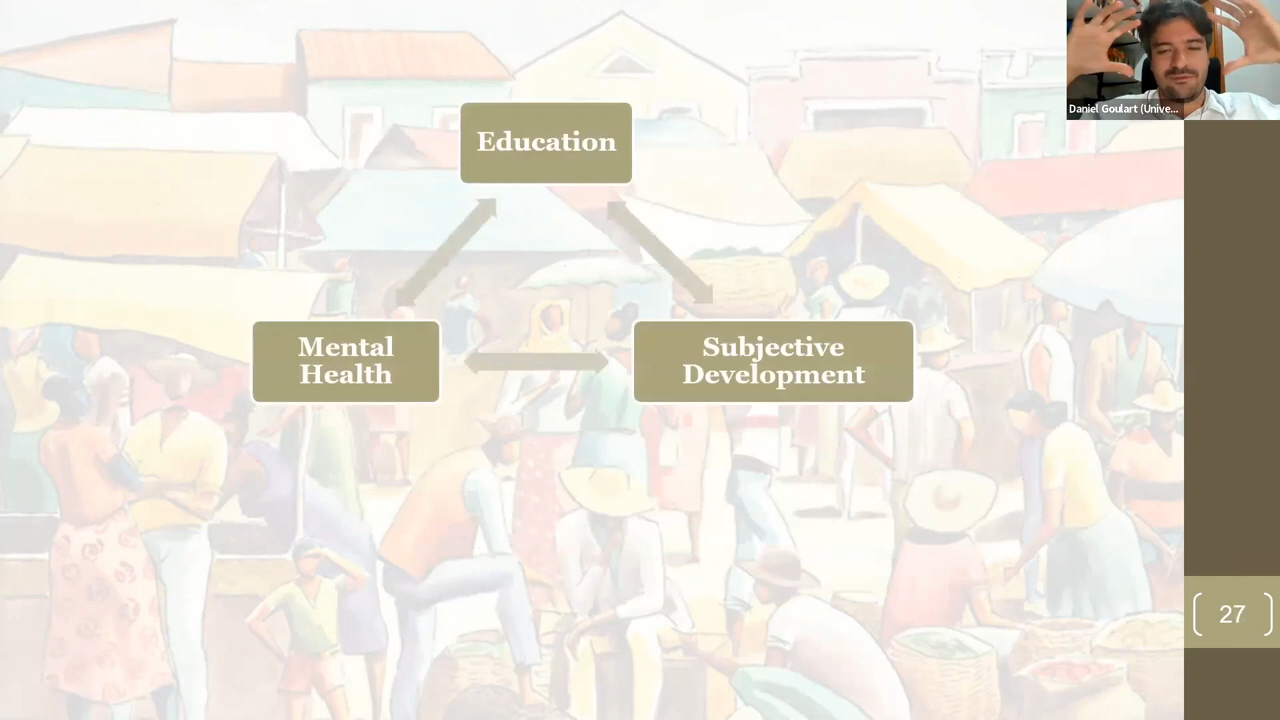 Daniel Goulart (Unive...
Education
Mental
Health
Subjective
Development
27